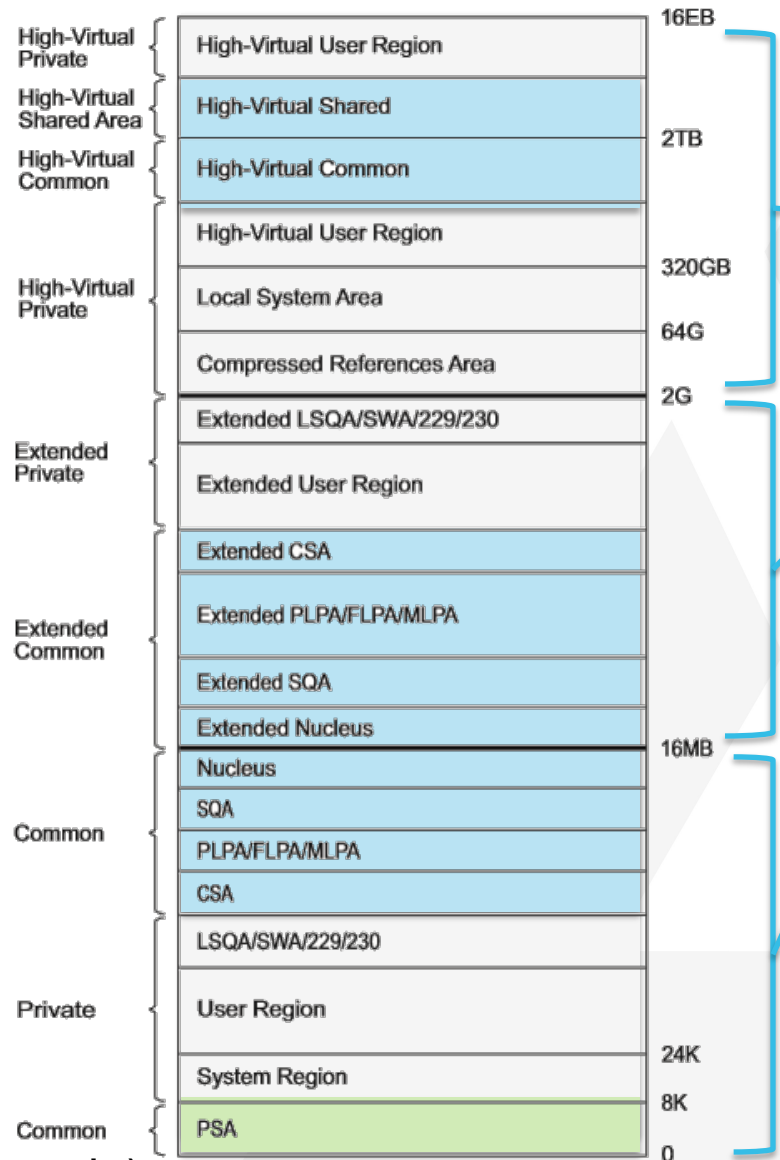 16EB
High-Virtual
Private
High-Virtual User Region
High-Virtual
Shared Area
High-Virtual Shared
2TB
High-Virtual
Common
High-Virtual Common
High-Virtual User Region
320GB
High-Virtual
Private
Local System Area
64G
Compressed References Area
2G
Extended LSQA/SWA/229/230
Extended
Private
Extended User Region
Extended CSA
Extended PLPA/FLPA/MLPA
Extended
Common
Extended SQA
Extended Nucleus
16MB
Nucleus
SQA
Common
PLPA/FLPA/MLPA
CSA
LSQA/SWA/229/230
Private
User Region
24K
System Region
8K
Common
PSA
0